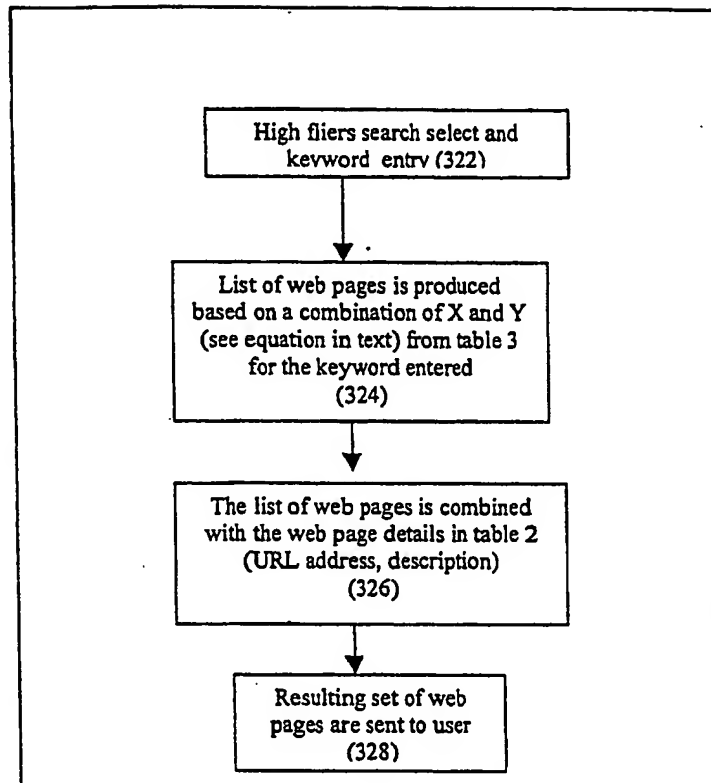 High fliers search select and
keyword entry (322)
List of web pages is produced
based on a combination of X and Y
(see equation in text) from table 3
for the keyword entered
(324)
The list of web pages is combined
with the web page details in table 2
(URL address, description)
(326)
Resulting set of web
pages are sent to user
(328)